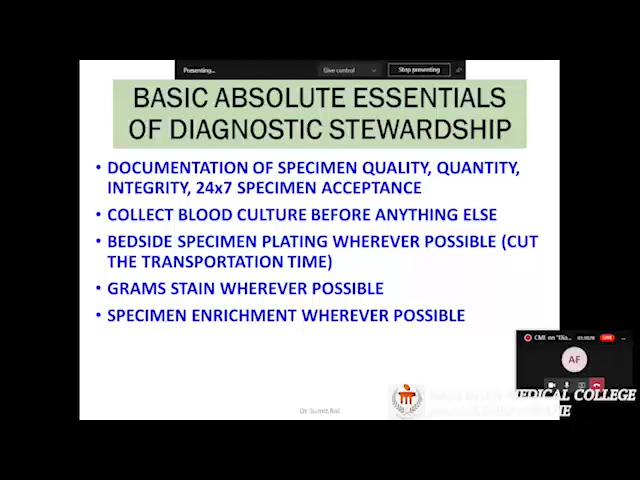 Presenting...
Give control
Stop presenting
BASIC ABSOLUTE ESSENTIALS
OF DIAGNOSTIC STEWARDSHIP
• DOCUMENTATION OF SPECIMEN QUALITY, QUANTITY,
INTEGRITY, 24x7 SPECIMEN ACCEPTANCE
• COLLECT BLOOD CULTURE BEFORE ANYTHING ELSE
• BEDSIDE SPECIMEN PLATING WHEREVER POSSIBLE (CUT
THE TRANSPORTATION TIME)
• GRAMS STAIN WHEREVER POSSIBLE
• SPECIMEN ENRICHMENT WHEREVER POSSIBLE
CME on
LIVE
AF
MEDICAL COLLEGE
Dr Sumit Rai